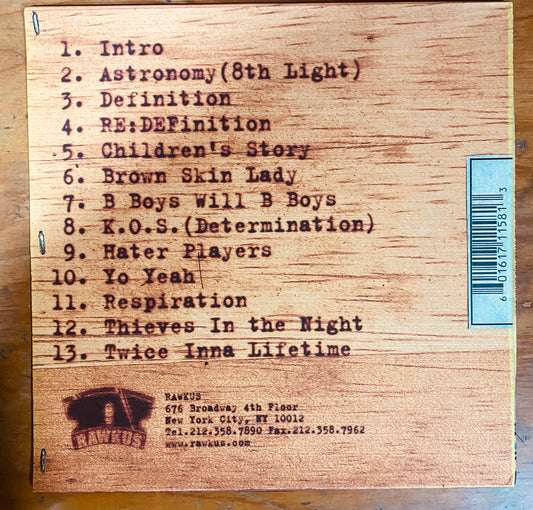 1. Intro
2. Astronomy(8th Light)
3. Definition
4. RE:DEFinition
5. Children's Story
6. Brown Skin Lady
7. B Boys Will B Boys
8. K.O.S.(Determination)
9. Hater Players
10. Yo Yeah
11. Respiration
12. Thieves In the Night
13. Twice Inna Lifetime
6 01617 11581 3
RAWKUS
RAWKUS
676 Broadway 4th Floor
New York City, NY 10012
Tel.212.358.7890 Fax.212.358.7962
www.rawkus.com